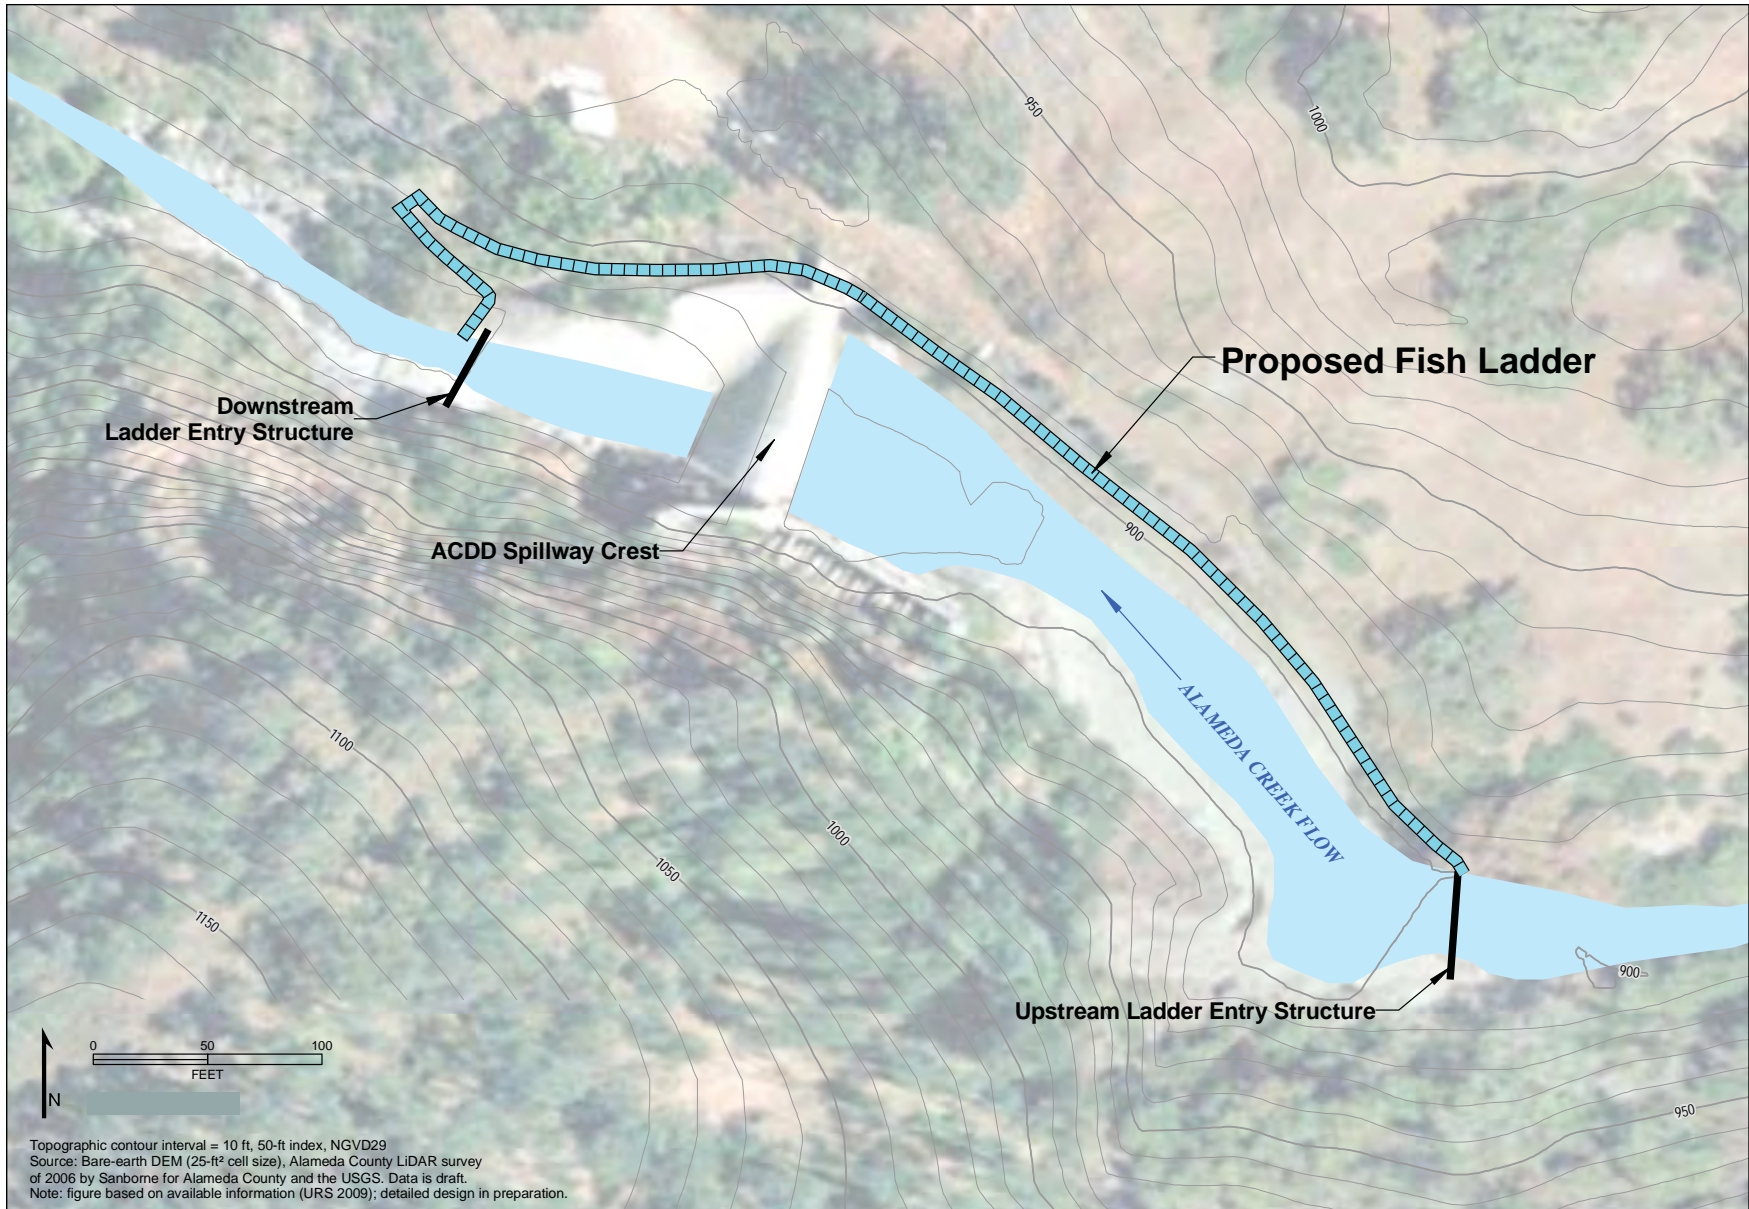 950
1000
Proposed Fish Ladder
Downstream
Ladder Entry Structure
900
ACDD Spillway Crest
ALAMEDA CREEK FLOW
1100
1000
1050
1150
900
Upstream Ladder Entry Structure
0 50 100
FEET
N
950
Topographic contour interval = 10 ft, 50-ft index, NGVD29
Source: Bare-earth DEM (25-ft² cell size), Alameda County LiDAR survey
of 2006 by Sanborne for Alameda County and the USGS. Data is draft.
Note: figure based on available information (URS 2009); detailed design in preparation.